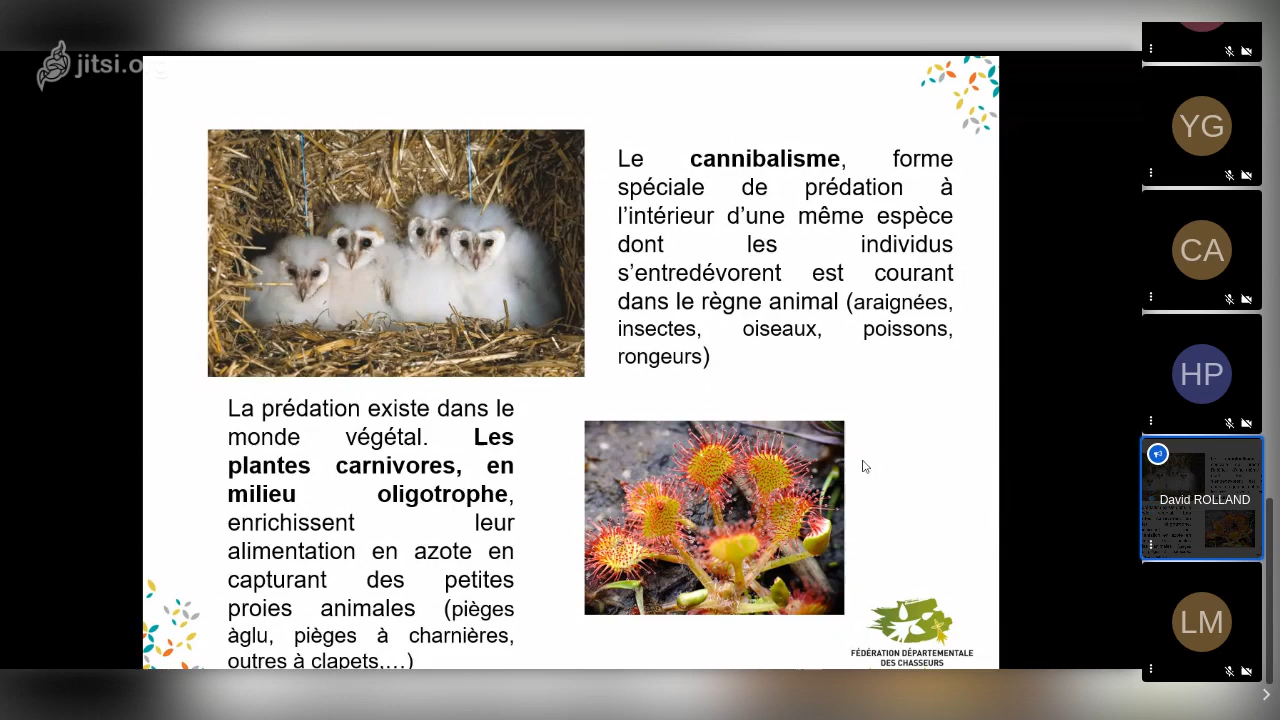 jitsi.org
Le cannibalisme, forme
spéciale de prédation à
l’intérieur d’une même espèce
dont les individus
s’entredévorent est courant
dans le règne animal (araignées,
insectes, oiseaux, poissons,
rongeurs)
La prédation existe dans le
monde végétal. Les
plantes carnivores, en
milieu oligotrophe,
enrichissent leur
alimentation en azote en
capturant des petites
proies animales (pièges
àglu, pièges à charnières,
outres à clapets,…)
FÉDÉRATION DÉPARTEMENTALE
DES CHASSEURS
YG
CA
HP
David ROLLAND
LM